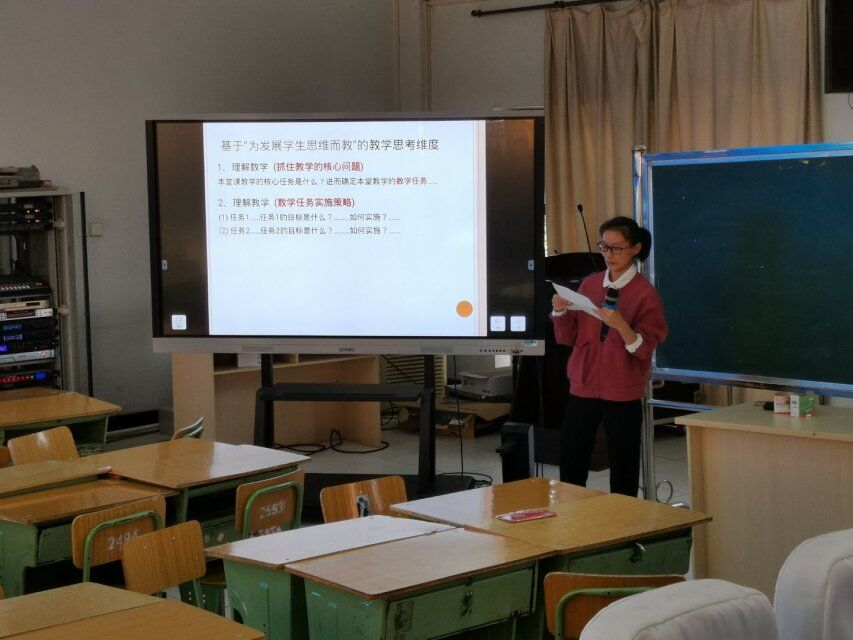 基于"为发展学生思维而教"的教学思考维度
1、理解数学 (抓住教学的核心问题)
本堂课教学的核心任务是什么？进而确定本堂教学的教学任务.....
2、理解教学 (数学任务实施策略)
(1) 任务1.....任务1的目标是什么？........如何实施？......
(2) 任务2.....任务2的目标是什么？........如何实施？......
2693
2494